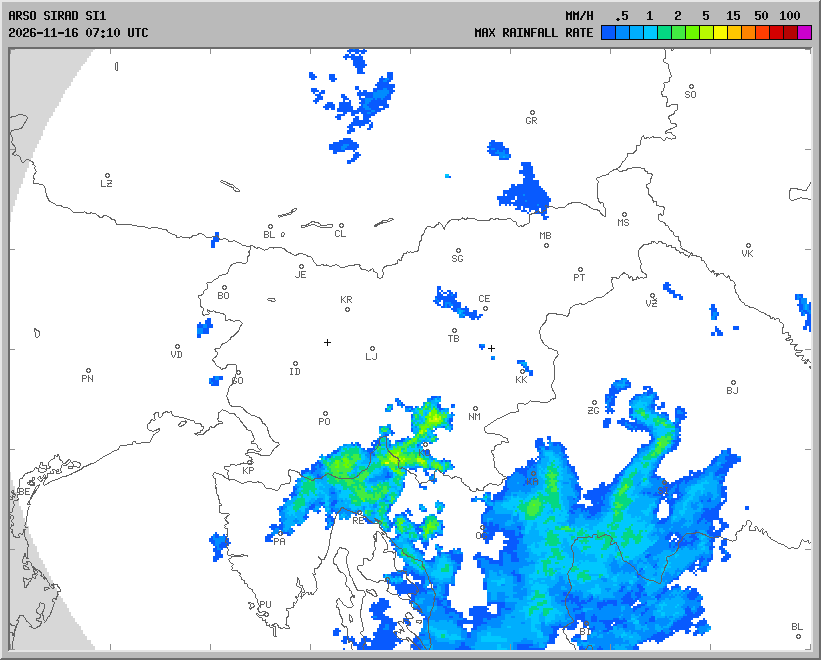 ARSO SIRAD SI1
2026-11-16 07:10 UTC
MM/H .5 1 2 5 15 50 100
MAX RAINFALL RATE
SO
GR
LZ
MS
BL
CL
MB
VK
SG
JE
PT
BO
KR
CE
VŽ
TB
VD
LJ
ID
PN
GO
KK
BJ
ZG
NM
PO
KP
BE
RE
PA
PU
BL